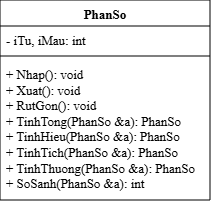 PhanSo
- iTu, iMau: int
+ Nhap(): void
+ Xuat(): void
+ RutGon(): void
+ TinhTong(PhanSo &a): PhanSo
+ TinhHieu(PhanSo &a): PhanSo
+ TinhTich(PhanSo &a): PhanSo
+ TinhThuong(PhanSo &a): PhanSo
+ SoSanh(PhanSo &a): int